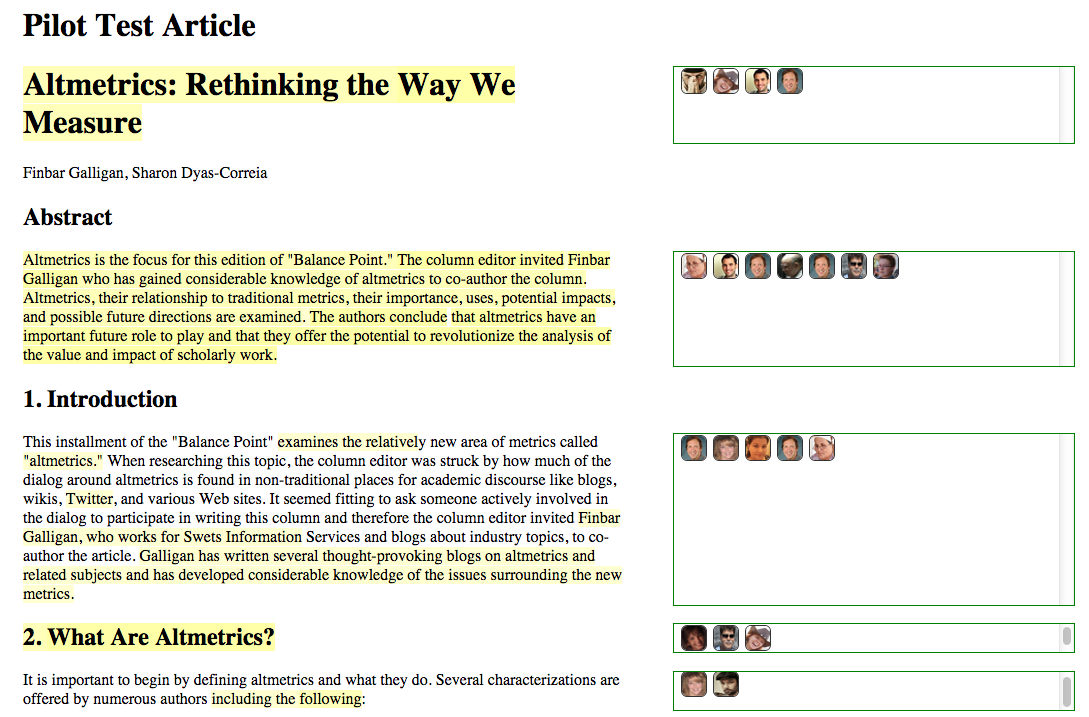 Pilot Test Article
Altmetrics: Rethinking the Way We
Measure
Finbar Galligan, Sharon Dyas-Correia
Abstract
Altmetrics is the focus for this edition of "Balance Point." The column editor invited Finbar
Galligan who has gained considerable knowledge of altmetrics to co-author the column.
Altmetrics, their relationship to traditional metrics, their importance, uses, potential impacts,
and possible future directions are examined. The authors conclude that altmetrics have an
important future role to play and that they offer the potential to revolutionize the analysis of
the value and impact of scholarly work.
1. Introduction
This installment of the "Balance Point" examines the relatively new area of metrics called
"altmetrics." When researching this topic, the column editor was struck by how much of the
dialog around altmetrics is found in non-traditional places for academic discourse like blogs,
wikis, Twitter, and various Web sites. It seemed fitting to ask someone actively involved in
the dialog to participate in writing this column and therefore the column editor invited Finbar
Galligan, who works for Swets Information Services and blogs about industry topics, to co-
author the article. Galligan has written several thought-provoking blogs on altmetrics and
related subjects and has developed considerable knowledge of the issues surrounding the new
metrics.
2. What Are Altmetrics?
It is important to begin by defining altmetrics and what they do. Several characterizations are
offered by numerous authors including the following: